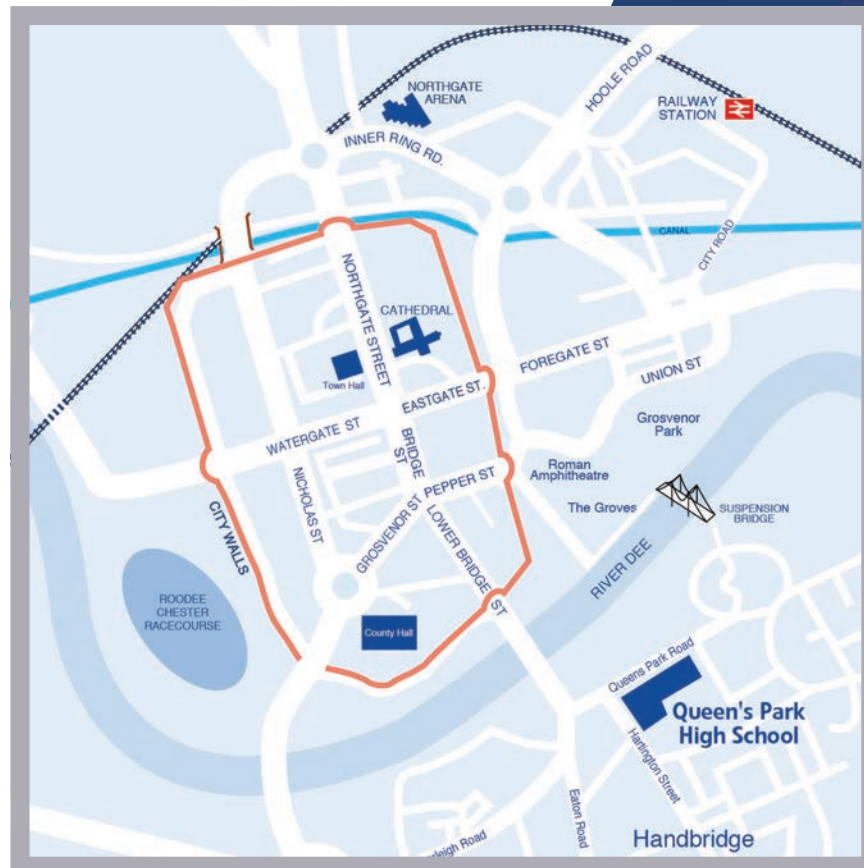 NORTHGATE
ARENA
HOOLE ROAD
RAILWAY
STATION
INNER RING RD.
CANAL
CITY ROAD
NORTHGATE STREET
CATHEDRAL
Town Hall
FOREGATE ST
EASTGATE ST.
UNION ST
WATERGATE ST
BRIDGE
ST
Grosvenor
Park
Roman
Amphitheatre
PEPPER ST
NICHOLAS ST
GROSVENOR ST
The Groves
SUSPENSION
BRIDGE
CITY WALLS
LOWER BRIDGE ST
RIVER DEE
ROODEE
CHESTER
RACECOURSE
County Hall
Queens Park Road
Queen's Park
High School
Hartington Street
Eaton Road
Handbridge